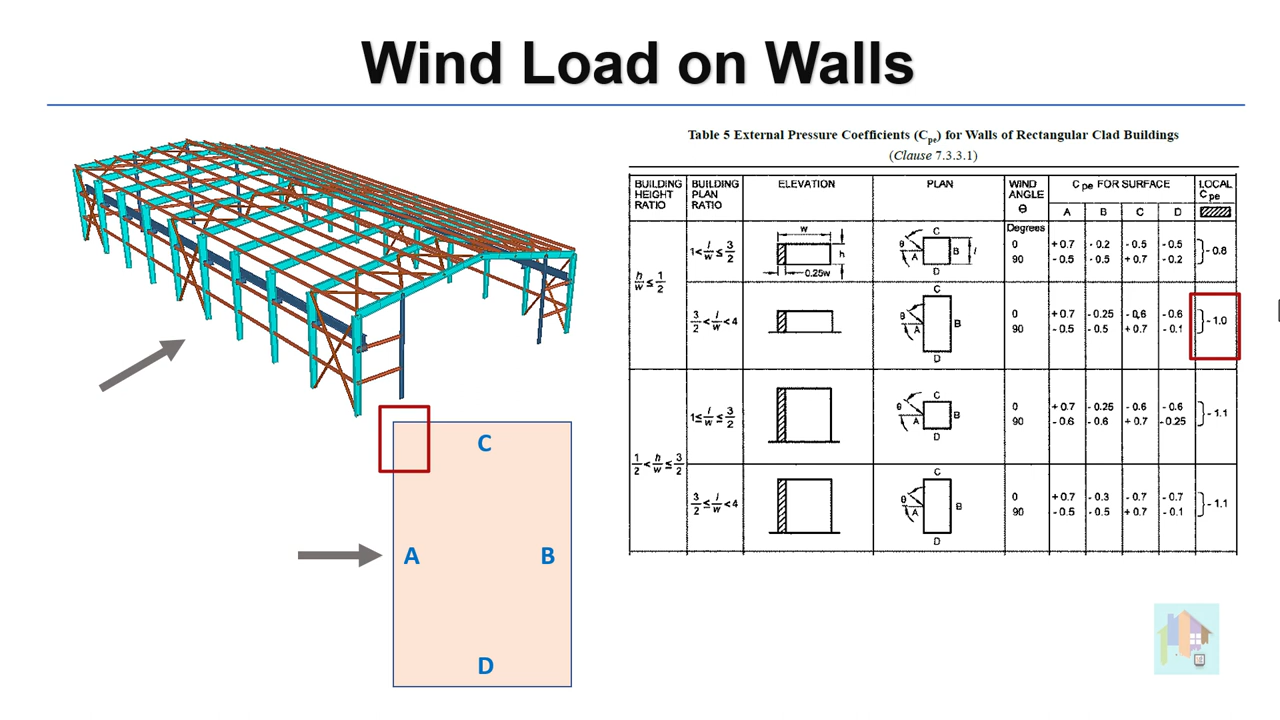 Wind Load on Walls
Table 5 External Pressure Coefficients (Cpe) for Walls of Rectangular Clad Buildings
(Clause 7.3.3.1)
BUILDING HEIGHT RATIO
BUILDING PLAN RATIO
ELEVATION
PLAN
WIND ANGLE θ
C pe FOR SURFACE
LOCAL C pe
A B C D
Degrees
h/w ≤ 1/2
1 < l/w ≤ 3/2
w
h
0.25w
C
θ
A
B
l
D
0 + 0.7 - 0.2 - 0.5 - 0.5
90 - 0.5 - 0.5 + 0.7 - 0.2
- 0.8
3/2 < l/w < 4
C
θ
A
B
D
0 + 0.7 - 0.25 - 0.6 - 0.6
90 - 0.5 - 0.5 + 0.7 - 0.1
- 1.0
1/2 < h/w ≤ 3/2
1 ≤ l/w ≤ 3/2
C
θ
A
B
D
0 + 0.7 - 0.25 - 0.6 - 0.6
90 - 0.6 - 0.6 + 0.7 - 0.25
- 1.1
3/2 ≤ l/w < 4
C
θ
A
B
D
0 + 0.7 - 0.3 - 0.7 - 0.7
90 - 0.5 - 0.5 + 0.7 - 0.1
- 1.1
C
A
B
D